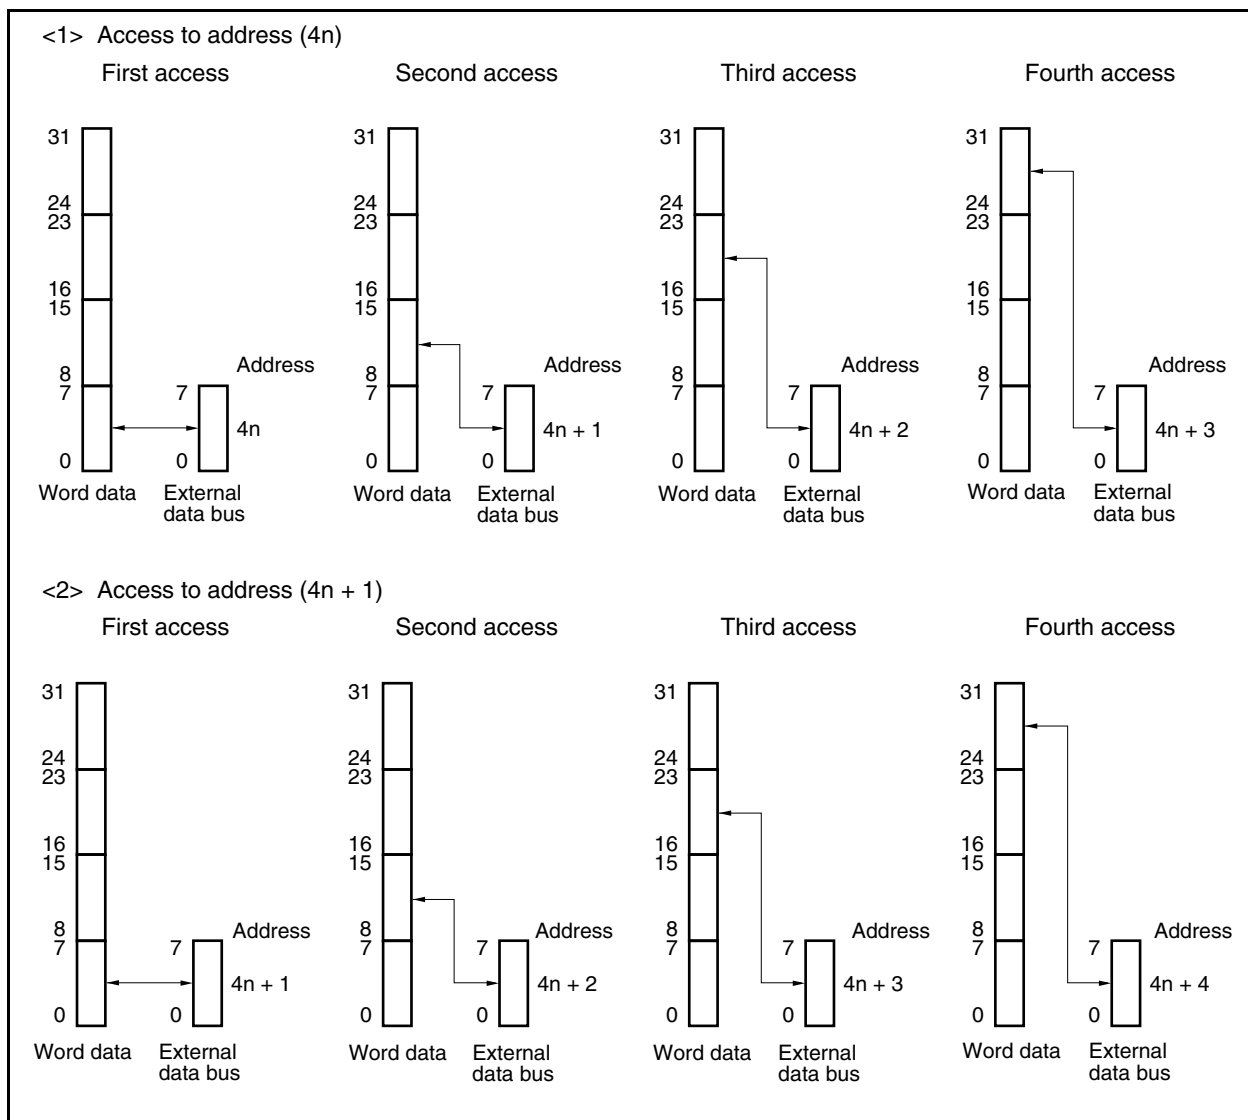 <1> Access to address (4n)
First access Second access Third access Fourth access
31 31 31 31
24 24 24 24
23 23 23 23
16 16 16 16
15 15 15 15
Address Address Address Address
8 8 8 8
7 7 7 7 7 7 7 7
4n 4n + 1 4n + 2 4n + 3
0 0 0 0 0 0 0 0
Word data External Word data External Word data External Word data External
data bus data bus data bus data bus
<2> Access to address (4n + 1)
First access Second access Third access Fourth access
31 31 31 31
24 24 24 24
23 23 23 23
16 16 16 16
15 15 15 15
8 Address 8 Address 8 Address 8 Address
7 7 7 7 7 7 7 7
4n + 1 4n + 2 4n + 3 4n + 4
0 0 0 0 0 0 0 0
Word data External Word data External Word data External Word data External
data bus data bus data bus data bus